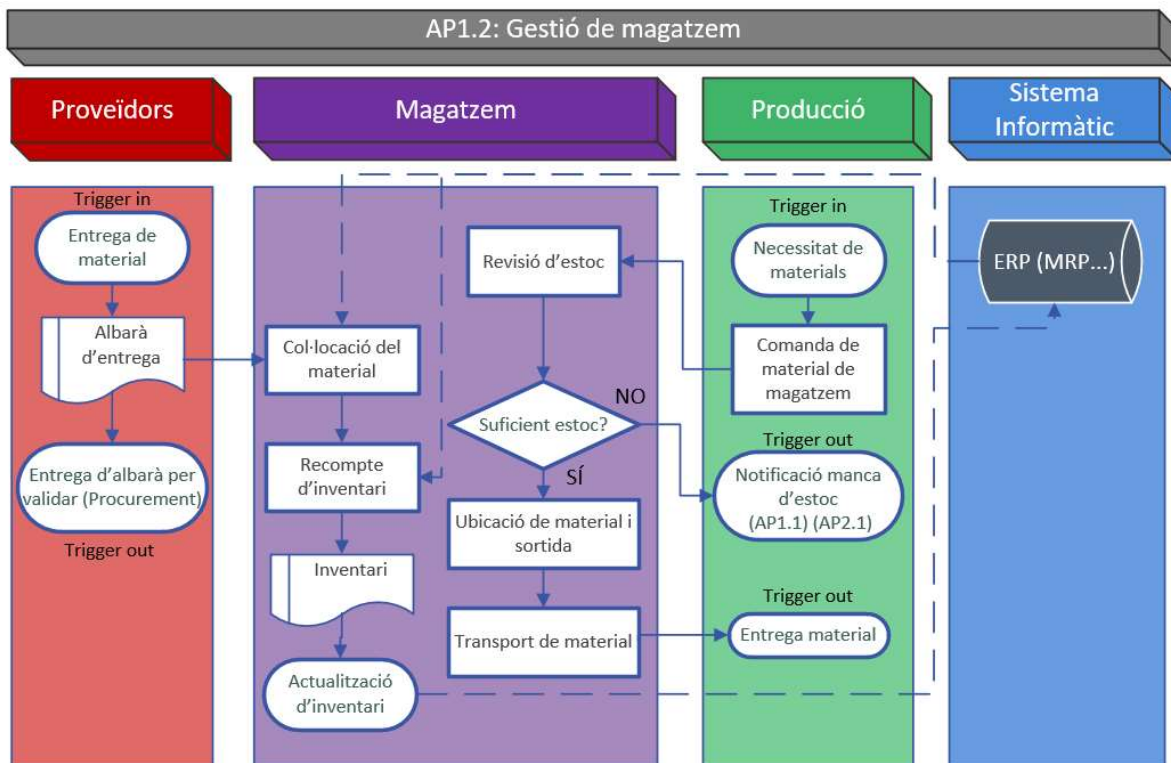 AP1.2: Gestió de magatzem
Proveïdors
Magatzem
Producció
Sistema
Informàtic
Trigger in
Entrega de
material
Albarà
d'entrega
Entrega d'albarà per
validar (Procurement)
Trigger out
Col·locació del
material
Recompte
d'inventari
Inventari
Actualització
d'inventari
Revisió d'estoc
Suficient estoc?
NO
SÍ
Ubicació de material i
sortida
Transport de material
Trigger in
Necessitat de
materials
Comanda de
material de
magatzem
Trigger out
Notificació manca
d'estoc
(AP1.1) (AP2.1)
Trigger out
Entrega material
ERP (MRP...)